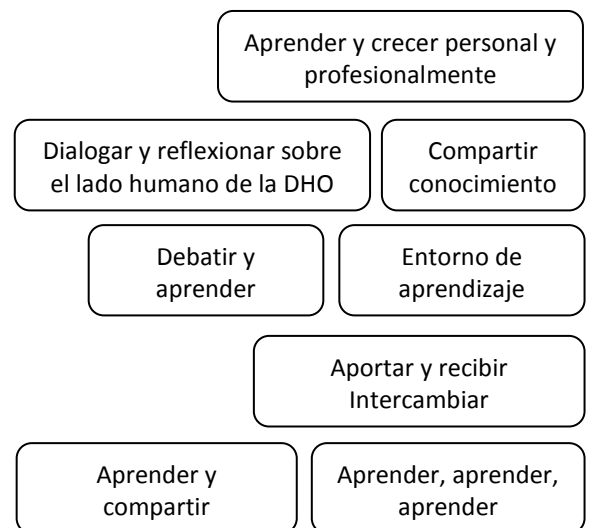 Aprender y crecer personal y
profesionalmente
Dialogar y reflexionar sobre
el lado humano de la DHO
Compartir
conocimiento
Debatir y
aprender
Entorno de
aprendizaje
Aportar y recibir
Intercambiar
Aprender y
compartir
Aprender, aprender,
aprender